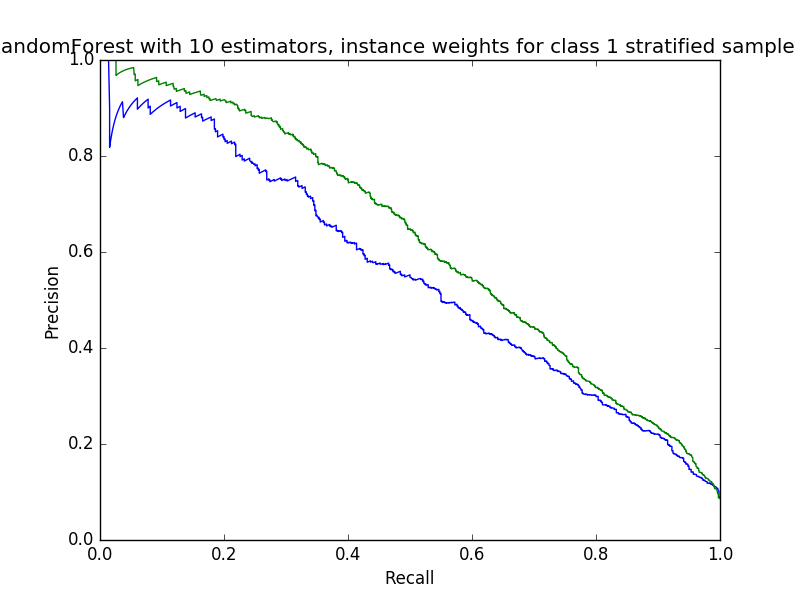 andomForest with 10 estimators, instance weights for class 1 stratified sample
1.0
0.8
0.6
0.4
0.2
0.0
Precision
0.0 0.2 0.4 0.6 0.8 1.0
Recall